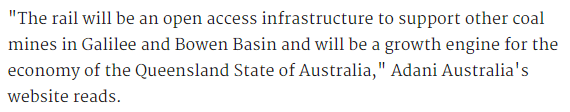 "The rail will be an open access infrastructure to support other coal
mines in Galilee and Bowen Basin and will be a growth engine for the
economy of the Queensland State of Australia," Adani Australia's
website reads.